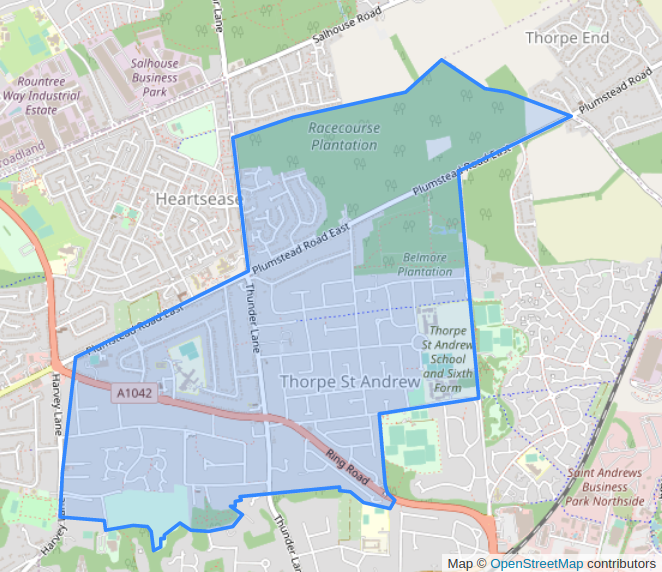 Lane
Salhouse Road
Thorpe End
Salhouse
Business
Park
Rountree
Way Industrial
Estate
Plumstead Road
Racecourse
Plantation
roadland
Plumstead Road East
Heartsease
Plumstead Road East
Belmore
Plantation
Thunder Lane
Plumstead Road East
Thorpe
St Andrew
School
and Sixth
Form
Thorpe St Andrew
A1042
Harvey Lane
Ring Road
Saint Andrews
Business
Park Northside
Harvey
Thunder Lane
Map © OpenStreetMap contributors